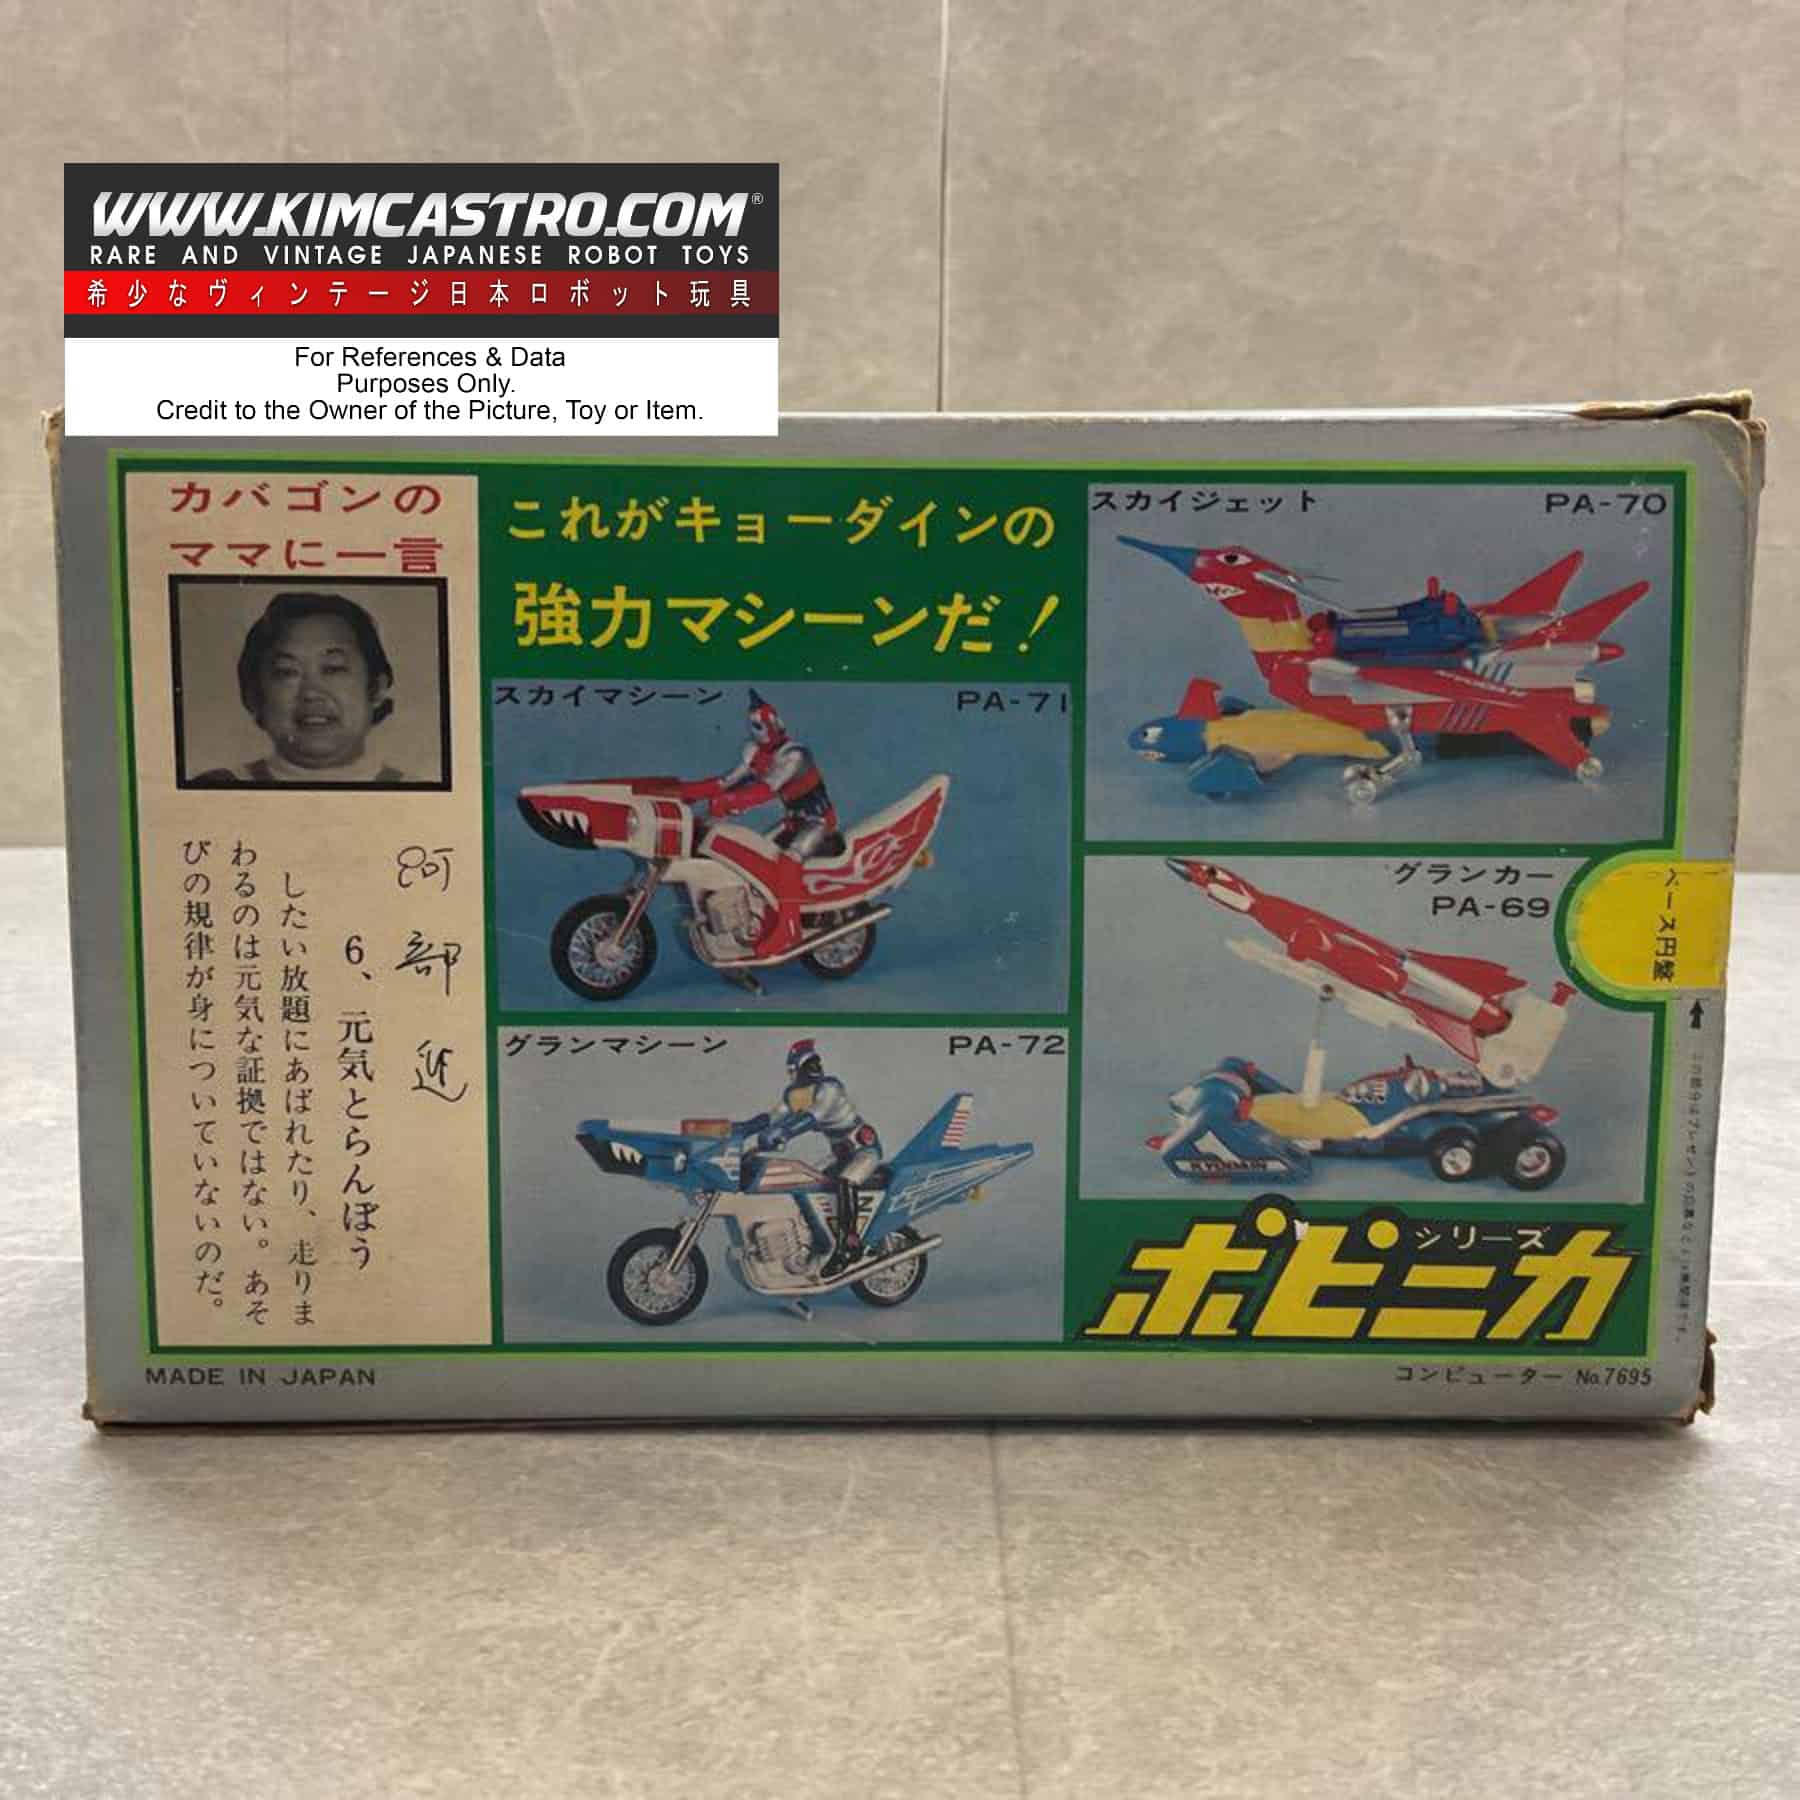 WWW.KIMCASTRO.COM®
RARE AND VINTAGE JAPANESE ROBOT TOYS
希少なヴィンテージ日本ロボット玩具
For References & Data
Purposes Only.
Credit to the Owner of the Picture, Toy or Item.
カバゴンの
ママに一言
阿部進
6、元気とらんぼう
したい放題にあばれたり、走りま
わるのは元気な証拠ではない。あそ
びの規律が身についていないのだ。
これがキョーダインの
強力マシーンだ!
スカイマシーン PA-71
グランマシーン PA-72
スカイジェット PA-70
グランカー
PA-69
KYODAIN
ベース円盤
ポピニカ
シリーズ
MADE IN JAPAN
コンピューター No.7695